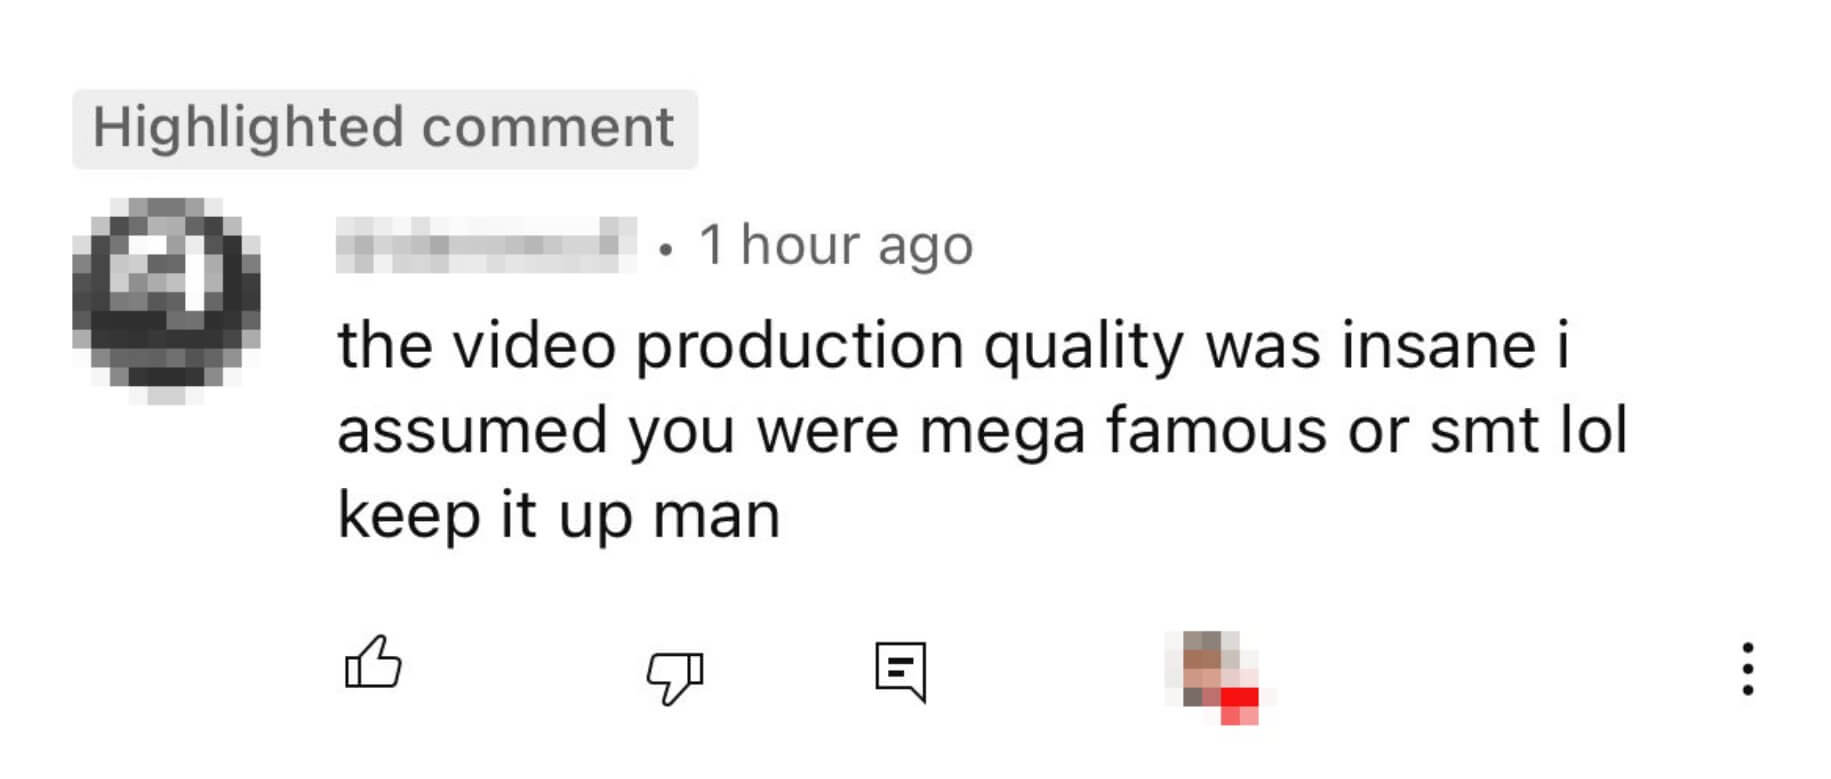 Highlighted comment
• 1 hour ago
the video production quality was insane i
assumed you were mega famous or smt lol
keep it up man